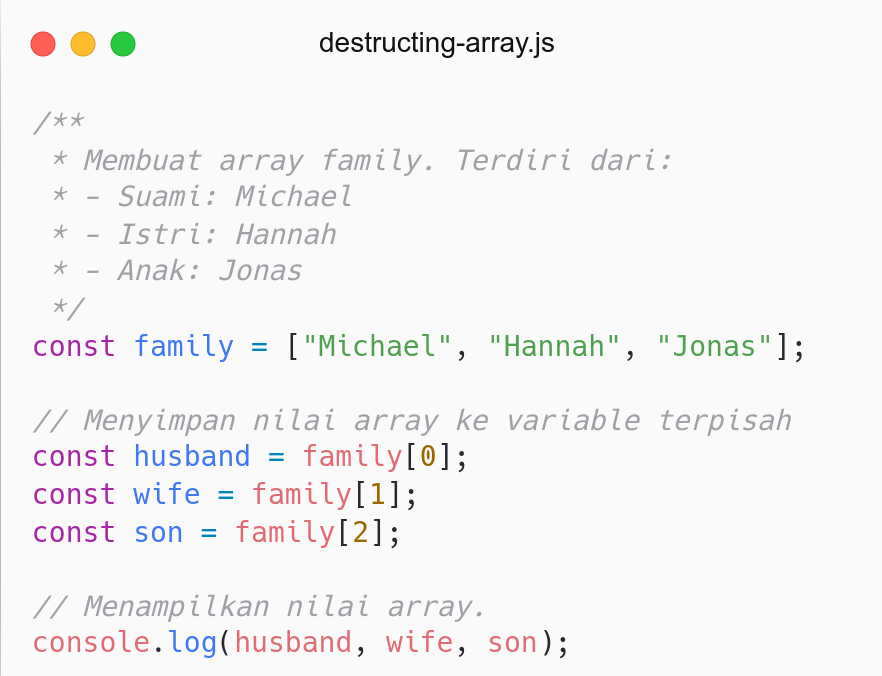 destructing-array.js
/**
 * Membuat array family. Terdiri dari:
 * - Suami: Michael
 * - Istri: Hannah
 * - Anak: Jonas
 */
const family = ["Michael", "Hannah", "Jonas"];
// Menyimpan nilai array ke variable terpisah
const husband = family[0];
const wife = family[1];
const son = family[2];
// Menampilkan nilai array.
console.log(husband, wife, son);